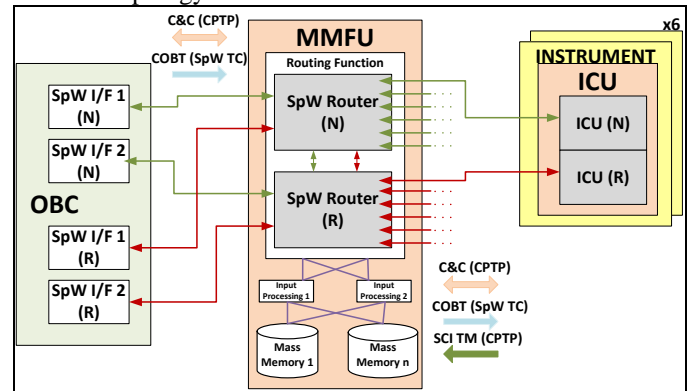 x6
C&C (CPTP)
COBT (SpW TC)
MMFU
Routing Function
INSTRUMENT
ICU
SpW I/F 1
(N)
SpW Router
(N)
ICU (N)
SpW I/F 2
(N)
ICU (R)
OBC
SpW Router
(R)
SpW I/F 1
(R)
SpW I/F 2
(R)
Input
Processing 1
Input
Processing 2
C&C (CPTP)
COBT (SpW TC)
SCI TM (CPTP)
Mass
Memory 1
Mass
Memory n